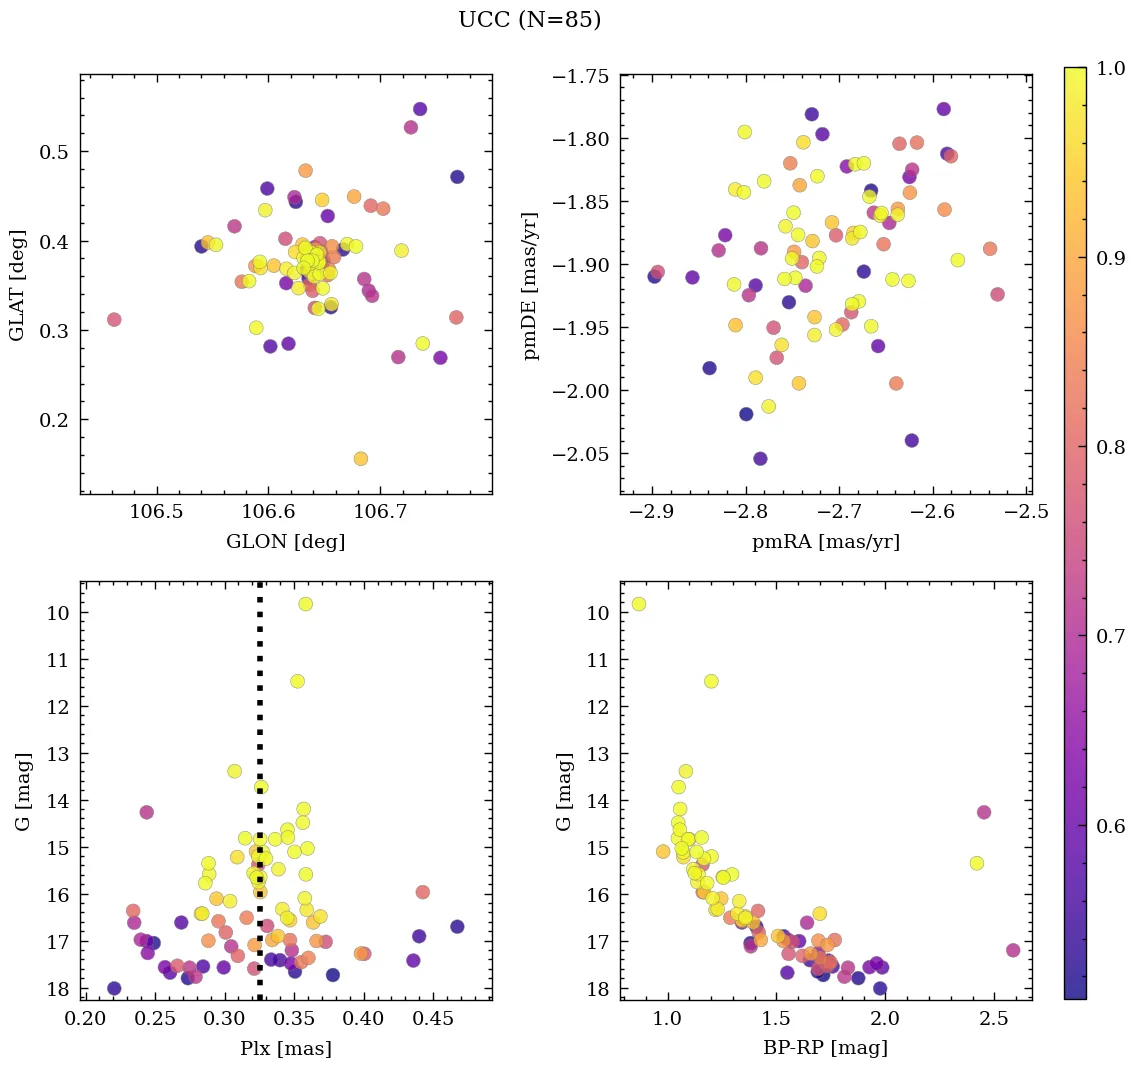 UCC (N=85)
0.5
0.4
0.3
0.2
GLAT [deg]
106.5 106.6 106.7
GLON [deg]
−1.75
−1.80
−1.85
−1.90
−1.95
−2.00
−2.05
pmDE [mas/yr]
−2.9 −2.8 −2.7 −2.6 −2.5
pmRA [mas/yr]
10
11
12
13
14
15
16
17
18
G [mag]
0.20 0.25 0.30 0.35 0.40 0.45
Plx [mas]
10
11
12
13
14
15
16
17
18
G [mag]
1.0 1.5 2.0 2.5
BP-RP [mag]
1.0
0.9
0.8
0.7
0.6